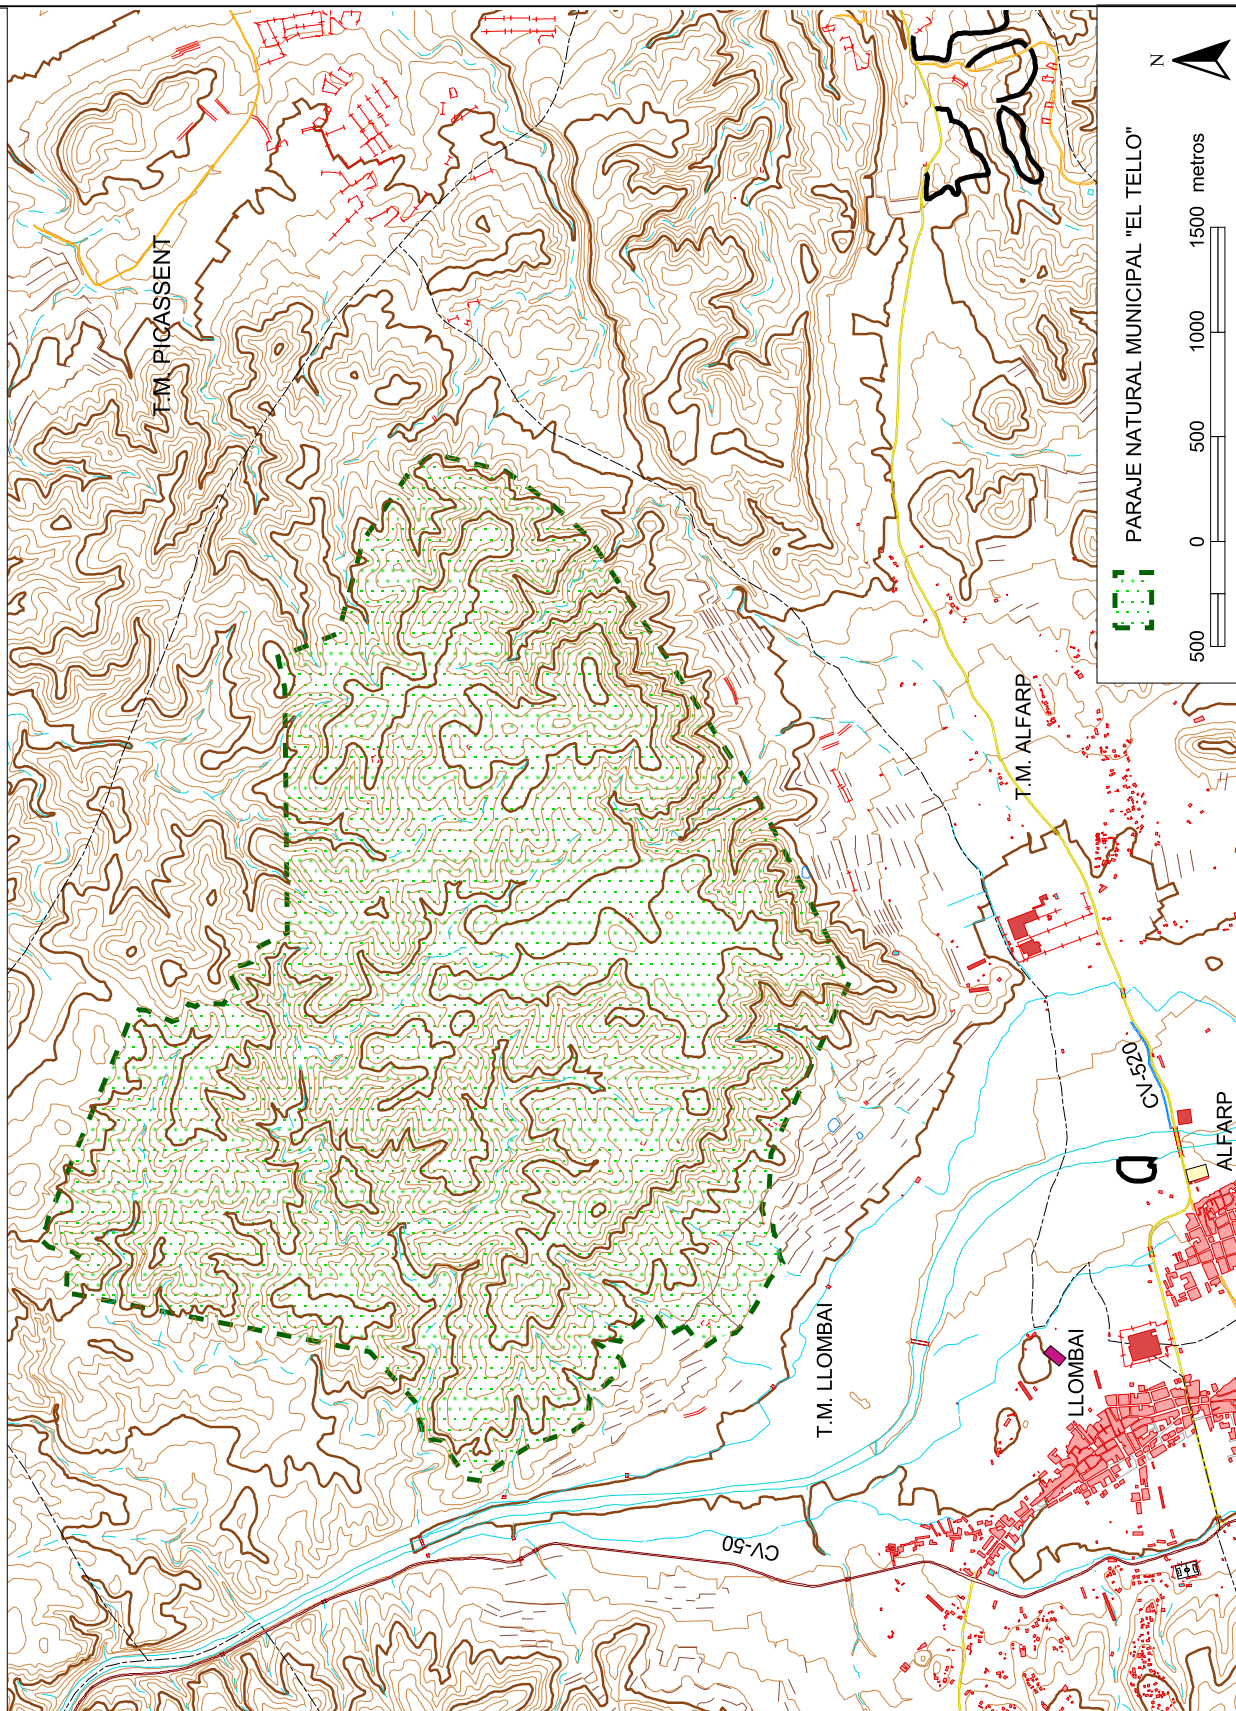 T.M. PICASSENT
PARAJE NATURAL MUNICIPAL "EL TELLO"
N
500 0 500 1000 1500 metros
T.M. ALFARP
T.M. LLOMBAI
CV-50
LLOMBAI
CV-520
ALFARP